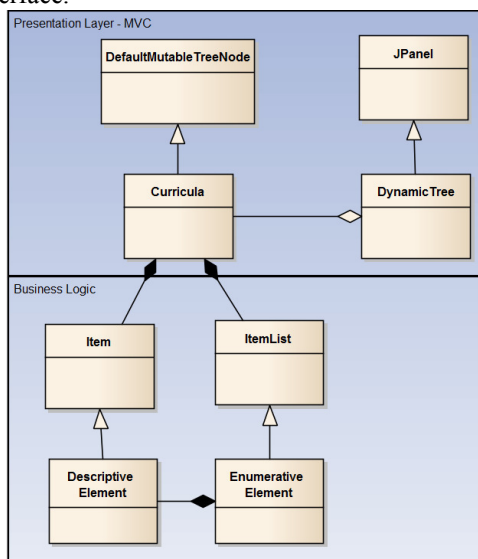 erface.
Presentation Layer - MVC
DefaultMutableTreeNode
JPanel
Curricula
DynamicTree
Business Logic
Item
ItemList
Descriptive
Element
Enumerative
Element